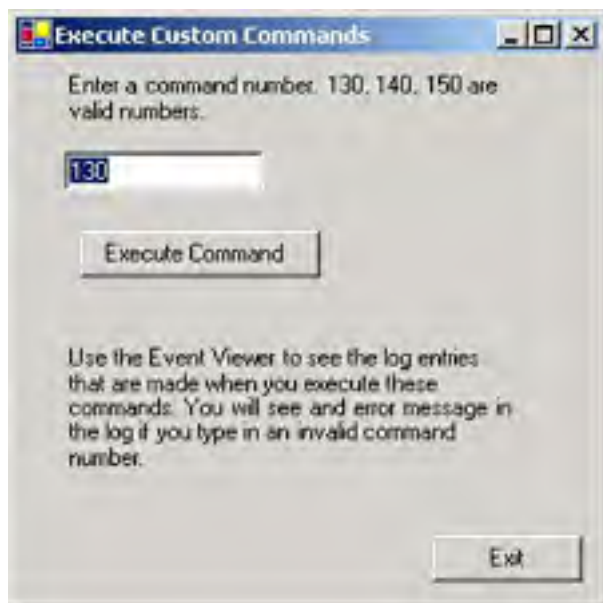 Execute Custom Commands
Enter a command number. 130, 140, 150 are
valid numbers.
130
Execute Command
Use the Event Viewer to see the log entries
that are made when you execute these
commands. You will see and error message in
the log if you type in an invalid command
number.
Exit